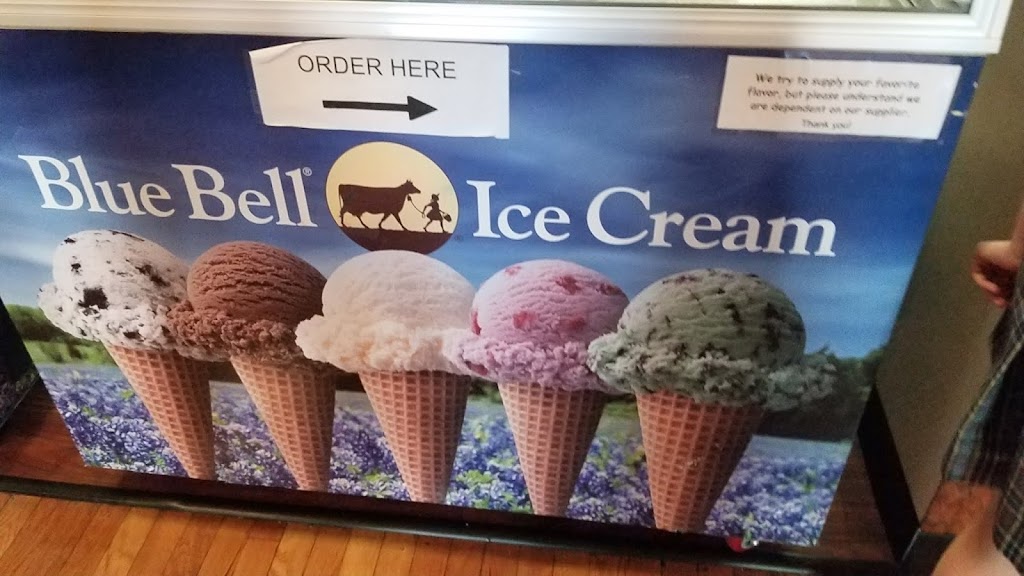 ORDER HERE
We try to supply your favorite
flavor, but please understand we
are dependent on our supplier.
Thank you!
Blue Bell® Ice Cream